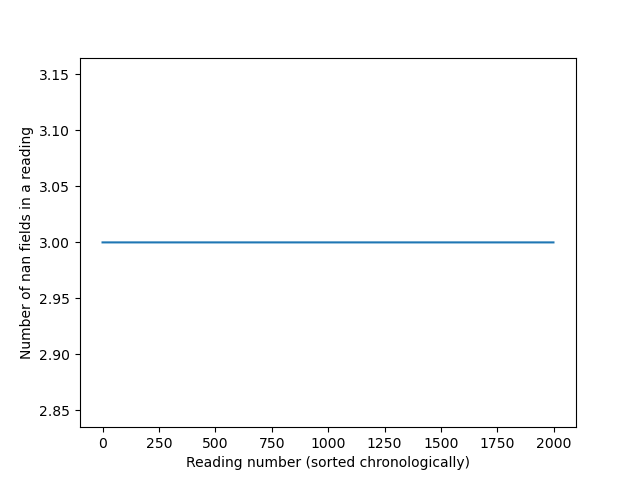 3.15
3.10
3.05
3.00
2.95
2.90
2.85
Number of nan fields in a reading
0 250 500 750 1000 1250 1500 1750 2000
Reading number (sorted chronologically)